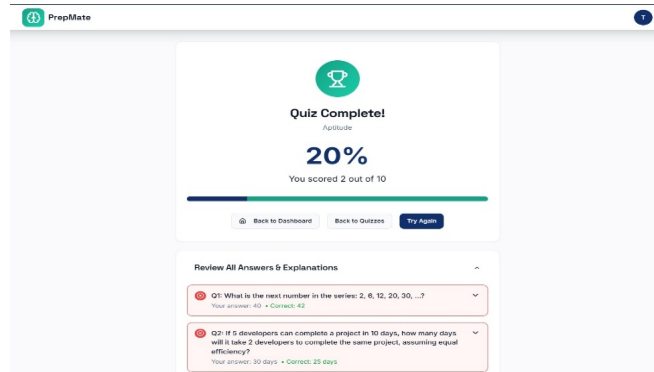 PrepMate
T
Quiz Complete!
Aptitude
20%
You scored 2 out of 10
Back to Dashboard
Back to Quizzes
Try Again
Review All Answers & Explanations
Q1: What is the next number in the series: 2, 6, 12, 20, 30, ...?
Your answer: 40 • Correct: 42
Q2: If 5 developers can complete a project in 10 days, how many days
will it take 2 developers to complete the same project, assuming equal
efficiency?
Your answer: 30 days • Correct: 25 days